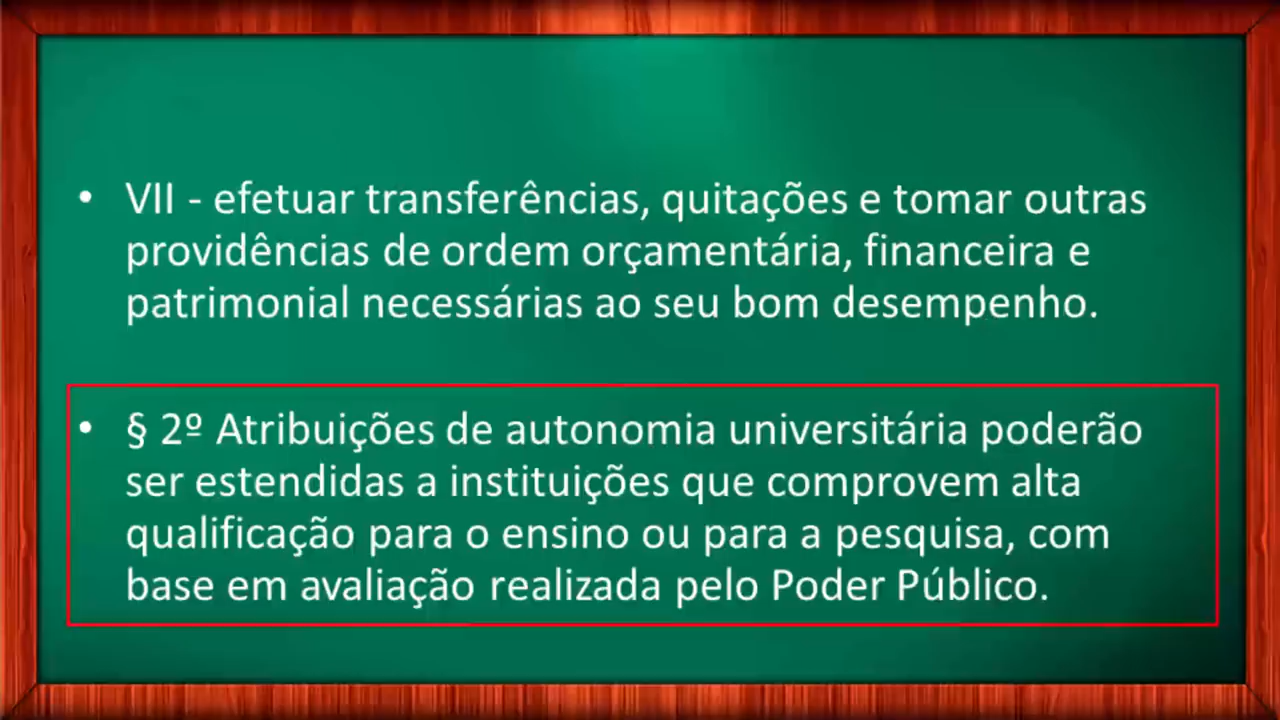 • VII - efetuar transferências, quitações e tomar outras
providências de ordem orçamentária, financeira e
patrimonial necessárias ao seu bom desempenho.
• § 2º Atribuições de autonomia universitária poderão
ser estendidas a instituições que comprovem alta
qualificação para o ensino ou para a pesquisa, com
base em avaliação realizada pelo Poder Público.